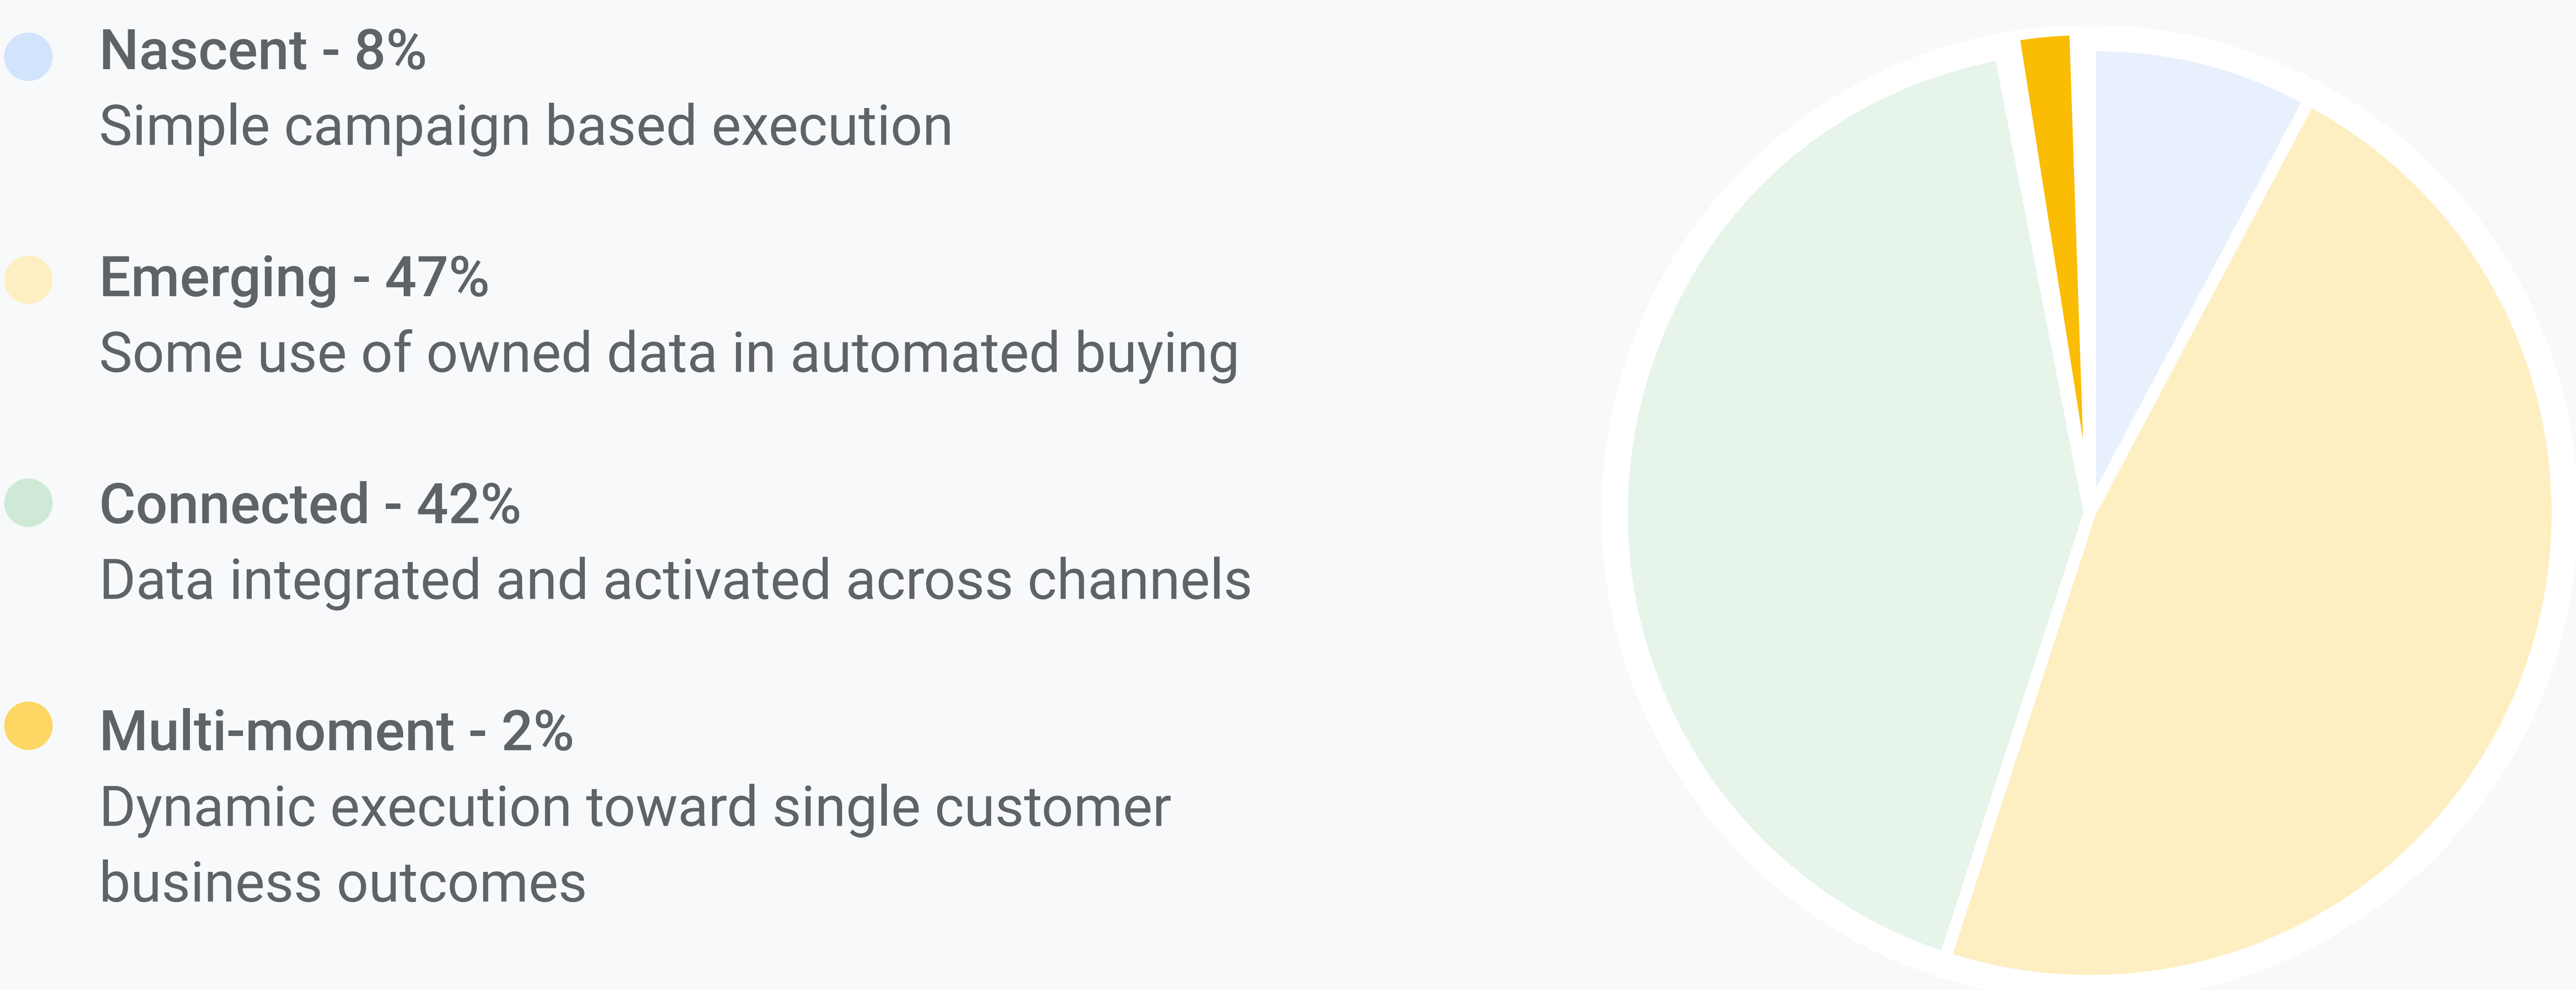 Nascent - 8%
Simple campaign based execution
Emerging - 47%
Some use of owned data in automated buying
Connected - 42%
Data integrated and activated across channels
Multi-moment - 2%
Dynamic execution toward single customer
business outcomes